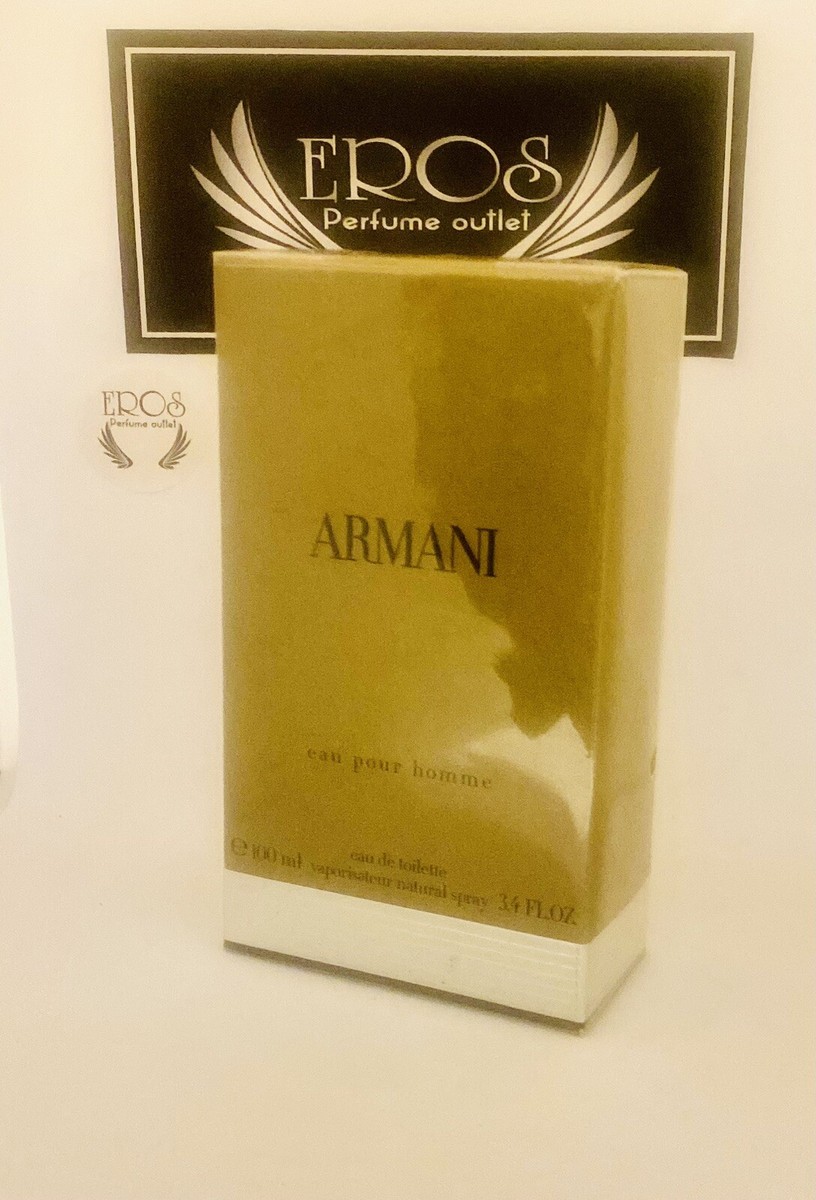 EROS
Perfume outlet
EROS
Perfume outlet
ARMANI
eau pour homme
eau de toilette
e 100 ml vaporisateur natural spray 3.4 FL.OZ.